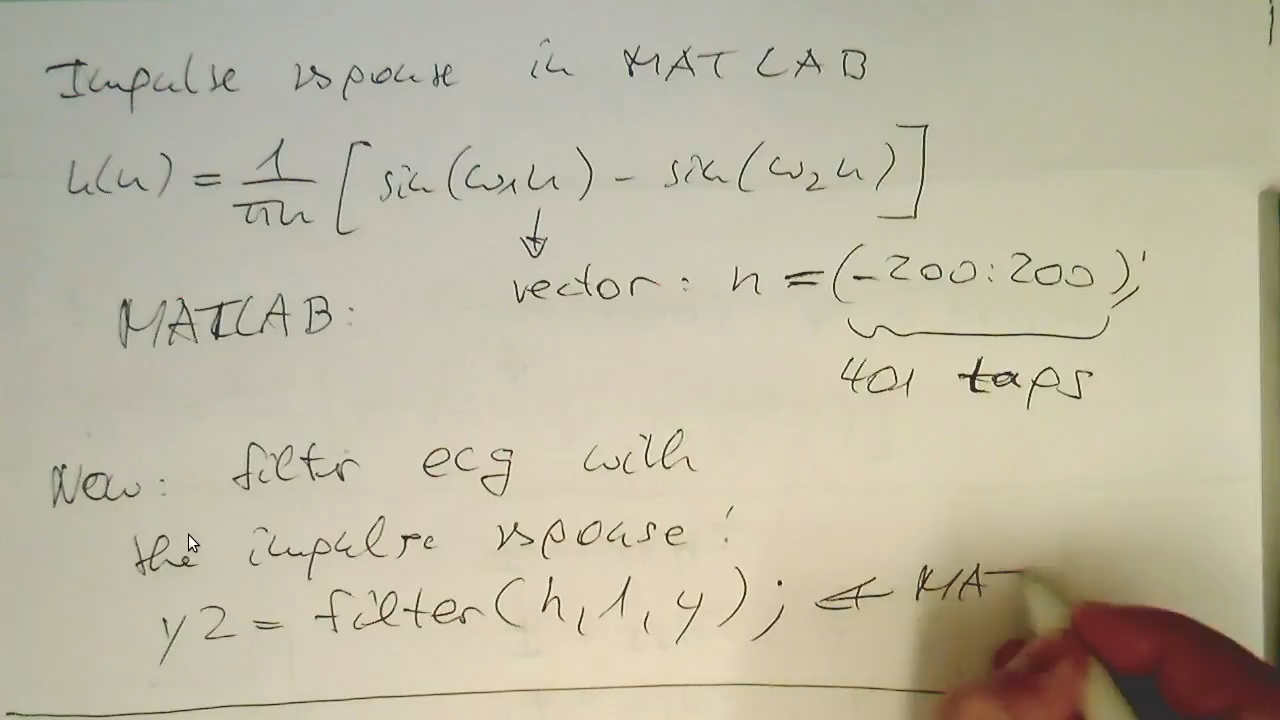 Impulse response in MATLAB
h(n) = 1/πn [ sin(ω1n) - sin(ω2n) ]
↓
vector: n = (-200:200);
MATLAB:
401 taps
Now: filter ecg with
the impulse response!
y2 = filter(h,1,y); ← MAT